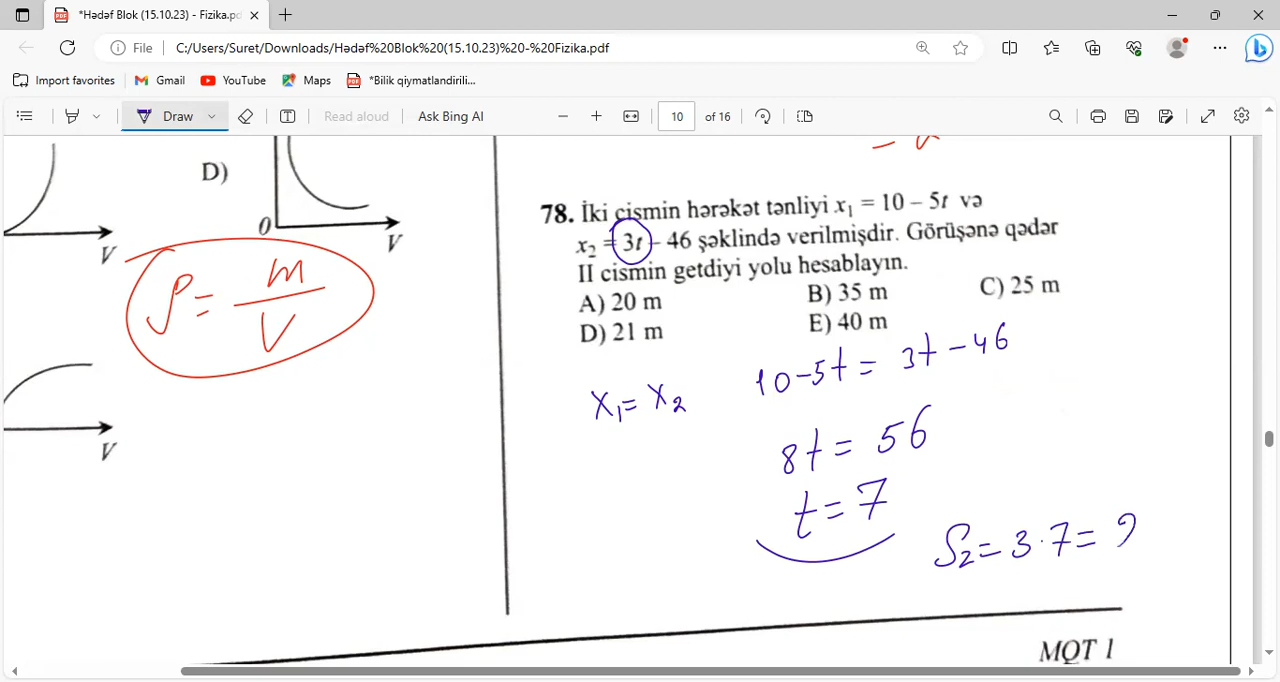 *Hədəf Blok (15.10.23) - Fizika.pd
File C:/Users/Suret/Downloads/Hədəf%20Blok%20(15.10.23)%20-%20Fizika.pdf
Import favorites Gmail YouTube Maps *Bilik qiymatlandirili...
Draw Read aloud Ask Bing AI 10 of 16
D)
0
V
V
ρ = m/V
V
78. İki cismin hərəkət tənliyi x₁ = 10 – 5t və
x₂ = 3t – 46 şəklində verilmişdir. Görüşənə qədər
II cismin getdiyi yolu hesablayın.
A) 20 m B) 35 m C) 25 m
D) 21 m E) 40 m
x₁ = x₂
10-5t = 3t - 46
8t = 56
t = 7
S₂ = 3·7 =
MQT 1